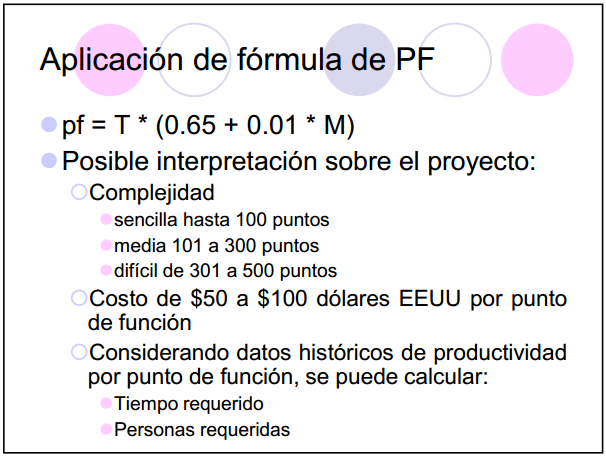 Aplicación de fórmula de PF
pf = T * (0.65 + 0.01 * M)
Posible interpretación sobre el proyecto:
Complejidad
sencilla hasta 100 puntos
media 101 a 300 puntos
difícil de 301 a 500 puntos
Costo de $50 a $100 dólares EEUU por punto
de función
Considerando datos históricos de productividad
por punto de función, se puede calcular:
Tiempo requerido
Personas requeridas